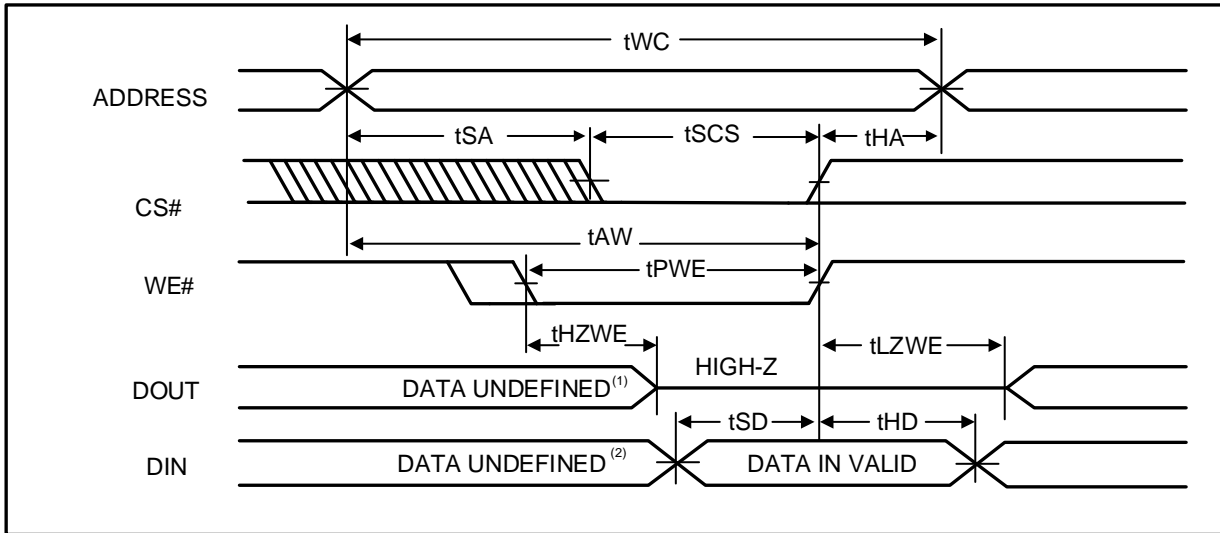 tWC
ADDRESS
tSA
tSCS
tHA
CS#
tAW
tPWE
WE#
tHZWE
tLZWE
HIGH-Z
DOUT
DATA UNDEFINED(1)
tSD
tHD
DIN
DATA UNDEFINED (2)
DATA IN VALID